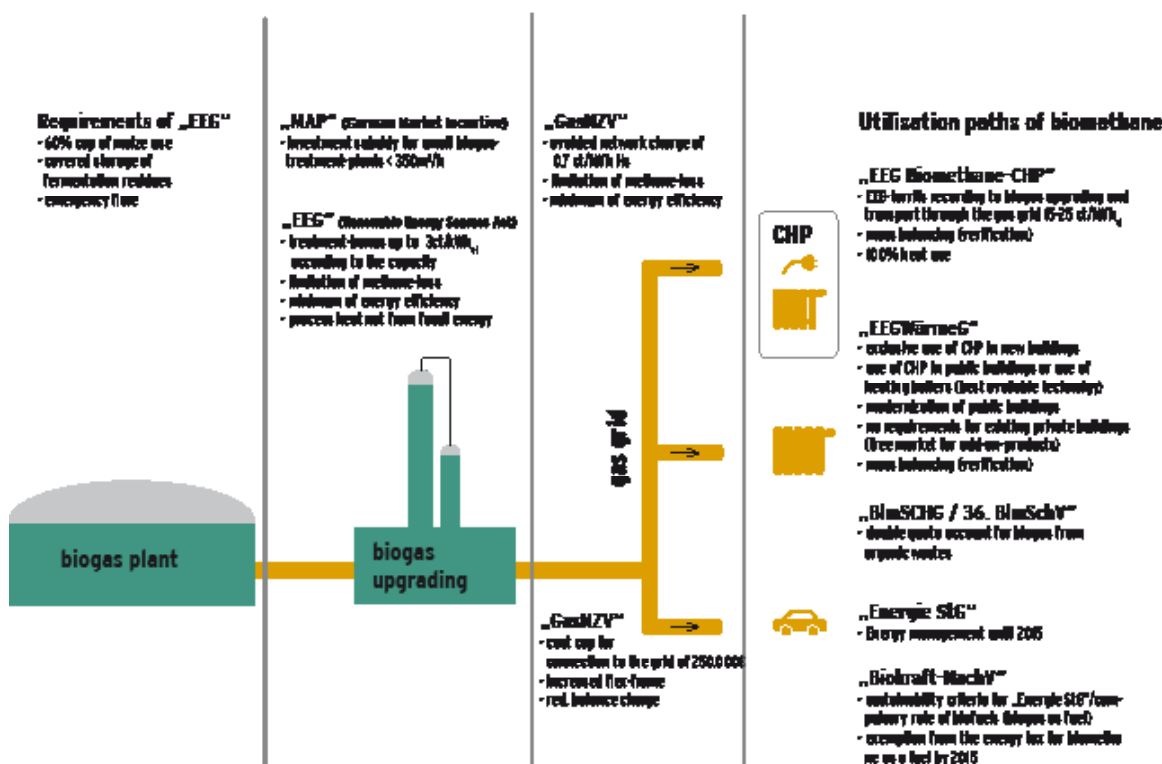 Requirements of „EEG“
- 60% cap of maize use
- covered storage of
fermentation residues
- emergency flare
„MAP“ (German Market Incentive)
- Investment subsidy for small biogas-
treatment-plants < 350m³/h
„EEG“ (Renewable Energy Sources Act)
- treatment-bonus up to 3ct/kWh
according to the capacity
- limitation of methane-loss
- minimum of energy efficiency
- process heat not from fossil energy
„GasNZV“
- avoided network charge of
0,7 ct/kWh Hs
- limitation of methane-loss
- minimum of energy efficiency
Utilisation paths of biomethane
„EEG Biomethane-CHP“
- EEG-tariffs according to biogas upgrading and
transport through the gas grid 15-25 ct/kWh
- mass balancing (verification)
- 100% heat use
CHP
„EEGWärmeG“
- exclusive use of CHP in new buildings
- use of CHP in public buildings or use of
heating boilers (best available technology)
- modernization of public buildings
- no requirements for existing private buildings
(free market for add-on-products)
- mass balancing (verification)
„BImSCHG / 36. BImSchV“
- double quota account for biogas from
organic wastes
„Energie StG“
- Energy management until 2015
„Biokraft-NachV“
- sustainability criteria for „Energie StG“/com-
pulsory rate of biofuels (biogas as fuel)
- exemption from the energy tax for biometha
ne as a fuel by 2015
gas grid
biogas plant
biogas
upgrading
„GasNZV“
- cost cap for
connection to the grid of
- increased flex-frame
- red. balance charge